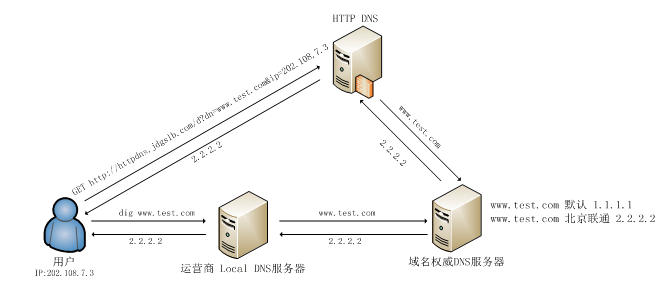 HTTP DNS
GET http://httpdns.jdgslb.com/d?dn=www.test.com&ip=202.108.7.3
2.2.2.2
www.test.com
2.2.2.2
dig www.test.com
2.2.2.2
www.test.com
2.2.2.2
www.test.com 默认 1.1.1.1
www.test.com 北京联通 2.2.2.2
用户
IP:202.108.7.3
运营商 Local DNS服务器
域名权威DNS服务器